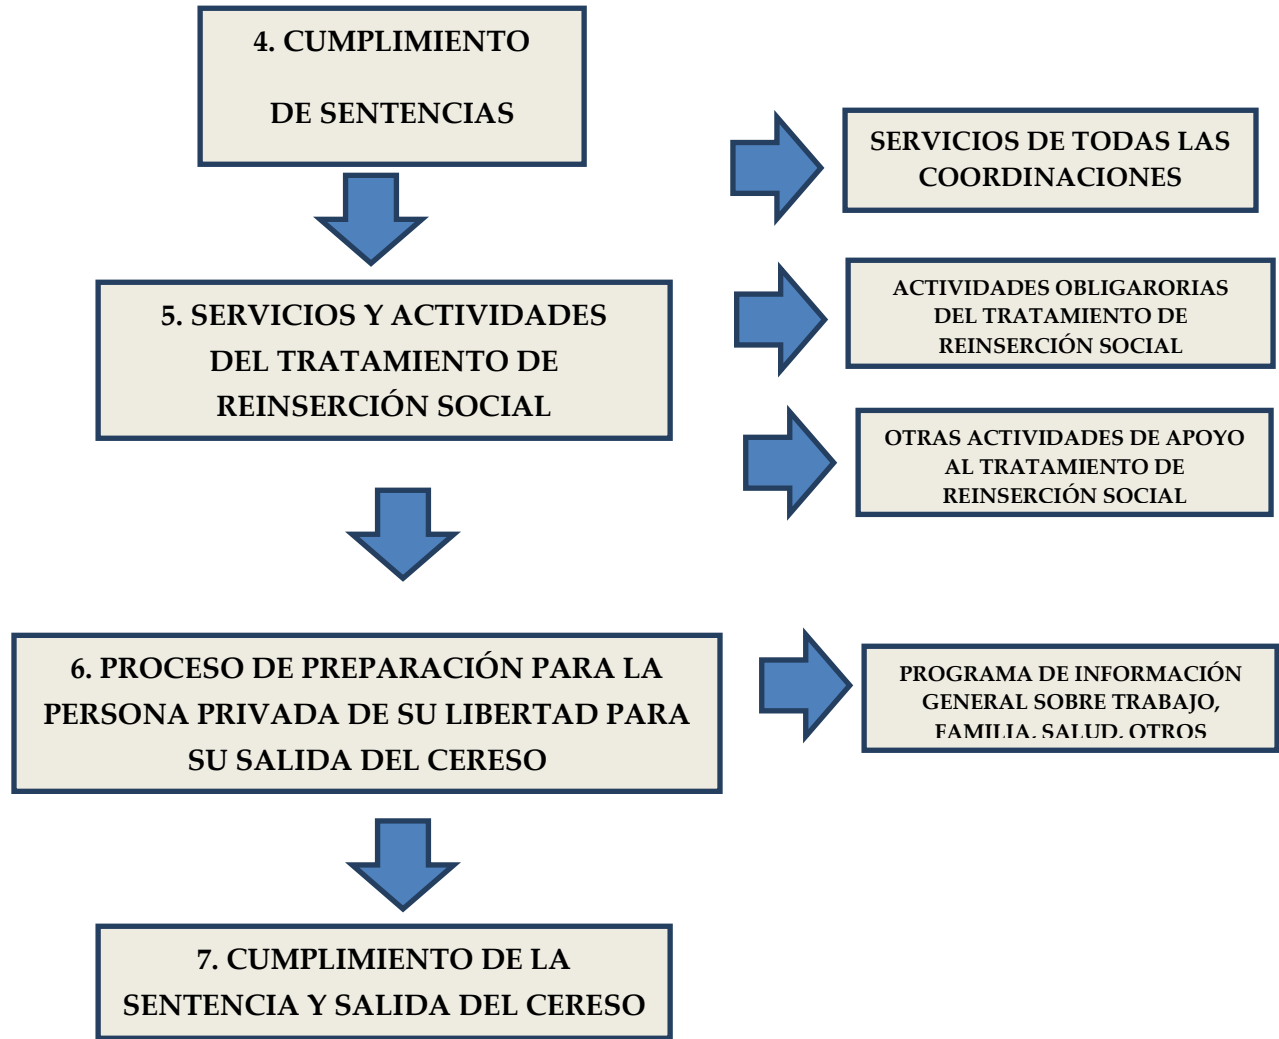 4. CUMPLIMIENTO
DE SENTENCIAS
SERVICIOS DE TODAS LAS
COORDINACIONES
5. SERVICIOS Y ACTIVIDADES
DEL TRATAMIENTO DE
REINSERCIÓN SOCIAL
ACTIVIDADES OBLIGARORIAS
DEL TRATAMIENTO DE
REINSERCIÓN SOCIAL
OTRAS ACTIVIDADES DE APOYO
AL TRATAMIENTO DE
REINSERCIÓN SOCIAL
6. PROCESO DE PREPARACIÓN PARA LA
PERSONA PRIVADA DE SU LIBERTAD PARA
SU SALIDA DEL CERESO
PROGRAMA DE INFORMACIÓN
GENERAL SOBRE TRABAJO,
FAMILIA, SALUD, OTROS
7. CUMPLIMIENTO DE LA
SENTENCIA Y SALIDA DEL CERESO